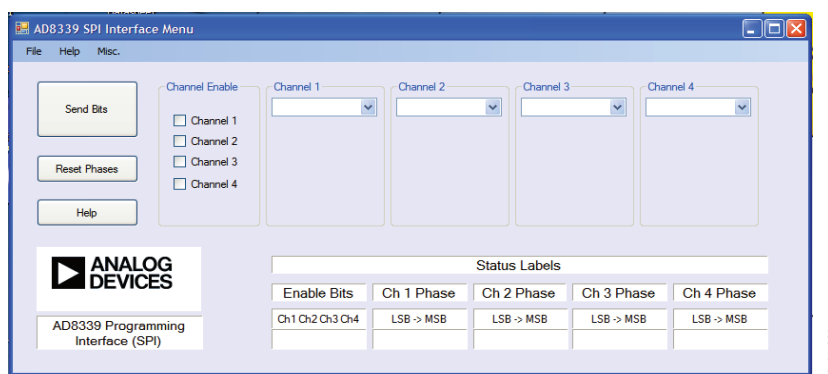 AD8339 SPI Interface Menu
File Help Misc.
Send Bits
Reset Phases
Help
Channel Enable
Channel 1
Channel 2
Channel 3
Channel 4
Channel 1
Channel 2
Channel 3
Channel 4
ANALOG
DEVICES
AD8339 Programming
Interface (SPI)
Status Labels
Enable Bits Ch 1 Phase Ch 2 Phase Ch 3 Phase Ch 4 Phase
Ch1 Ch2 Ch3 Ch4 LSB -> MSB LSB -> MSB LSB -> MSB LSB -> MSB